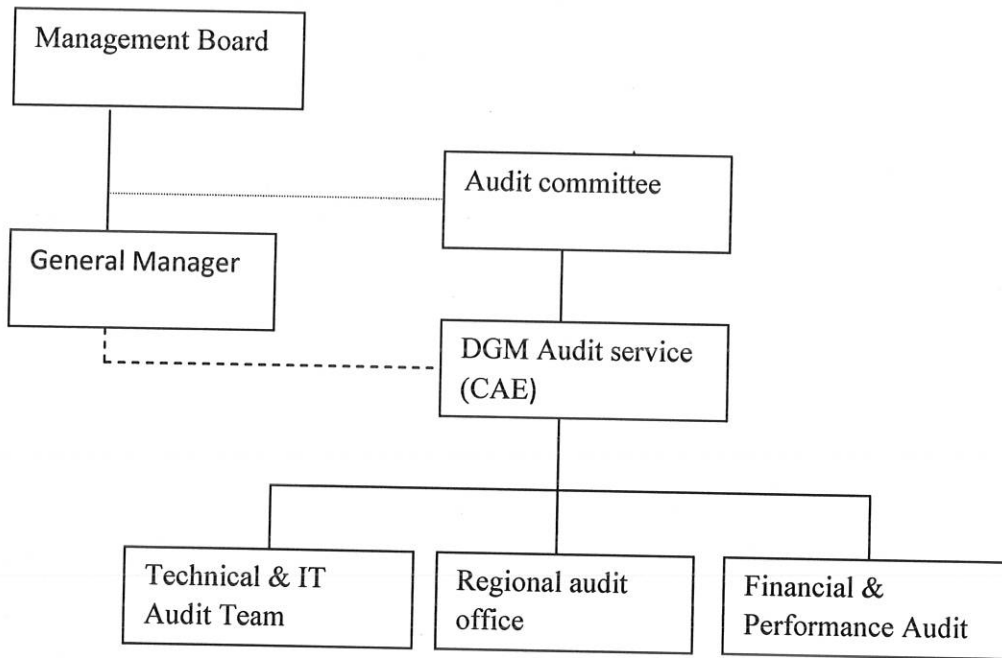 Management Board
Audit committee
General Manager
DGM Audit service
(CAE)
Technical & IT
Audit Team
Regional audit
office
Financial &
Performance Audit